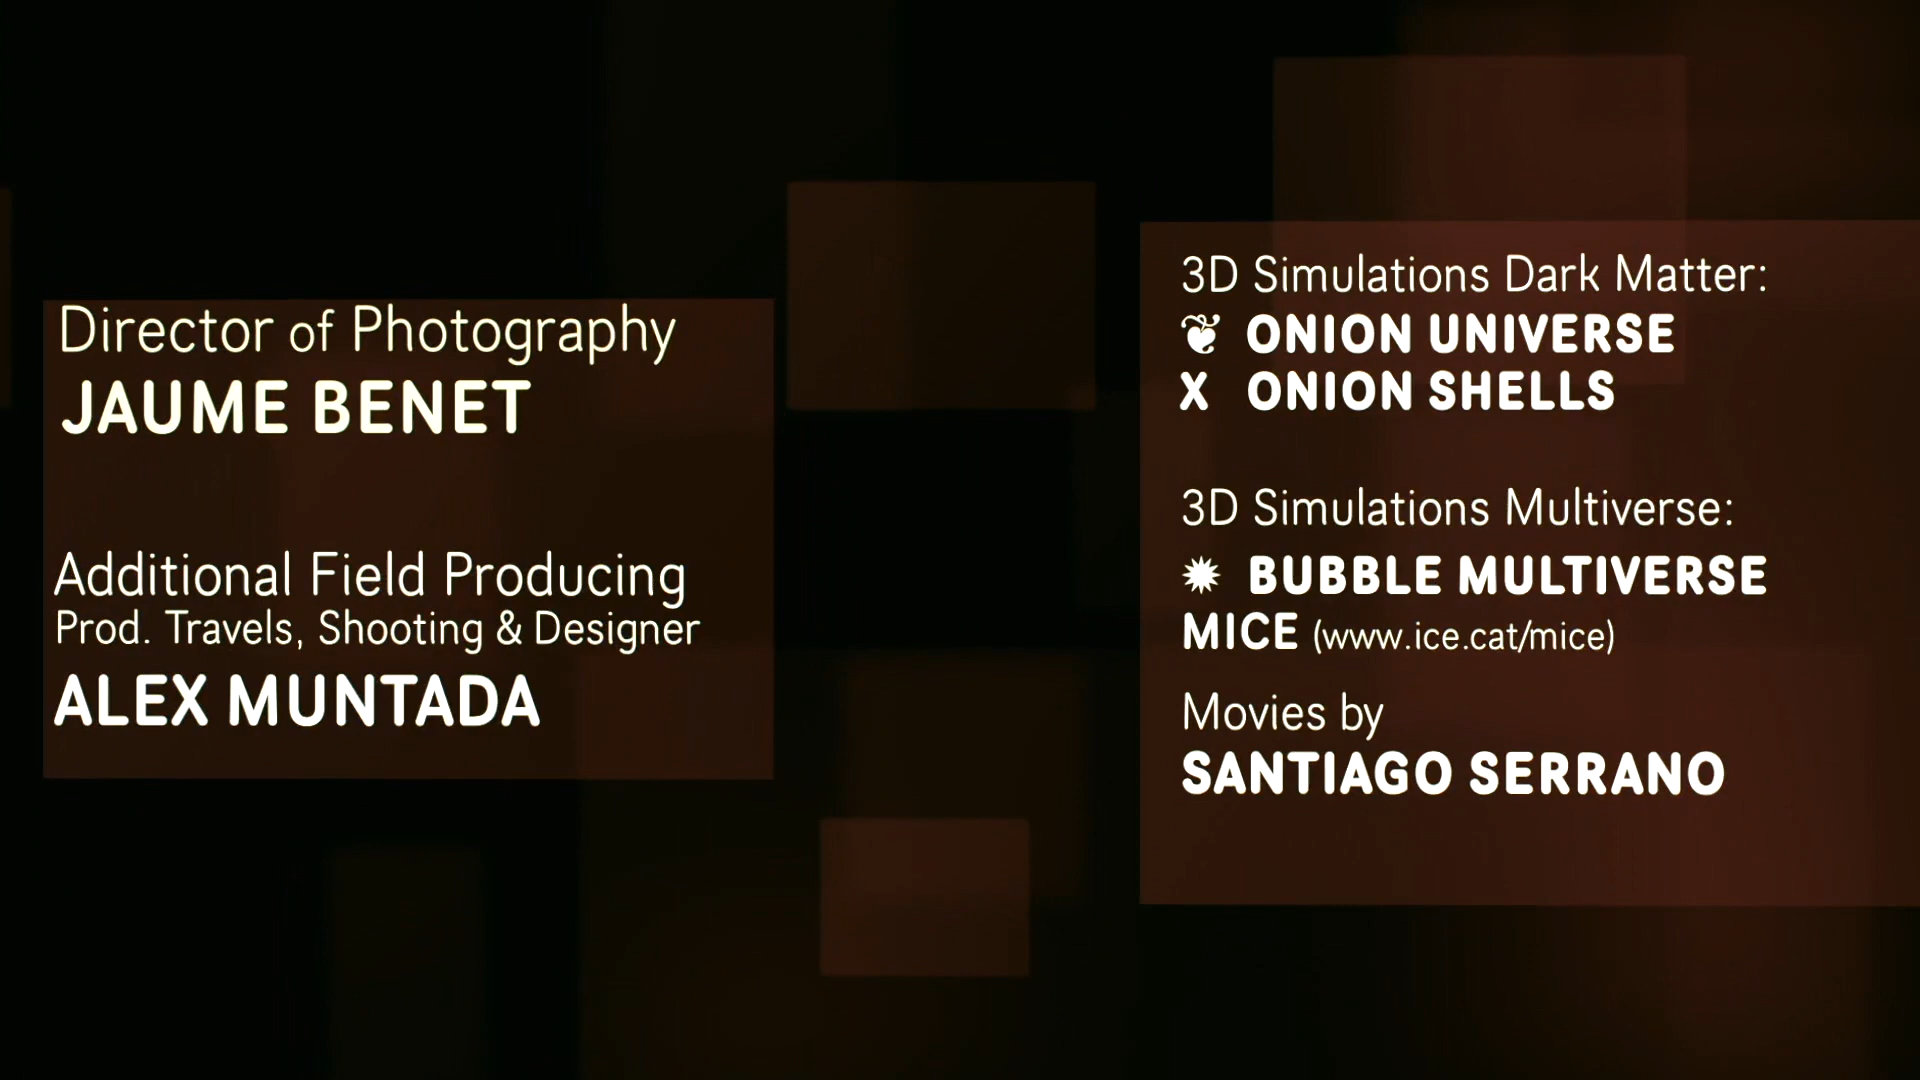 Director of Photography
JAUME BENET
Additional Field Producing
Prod. Travels, Shooting & Designer
ALEX MUNTADA
3D Simulations Dark Matter:
❦ ONION UNIVERSE
X ONION SHELLS
3D Simulations Multiverse:
✹ BUBBLE MULTIVERSE
MICE (www.ice.cat/mice)
Movies by
SANTIAGO SERRANO